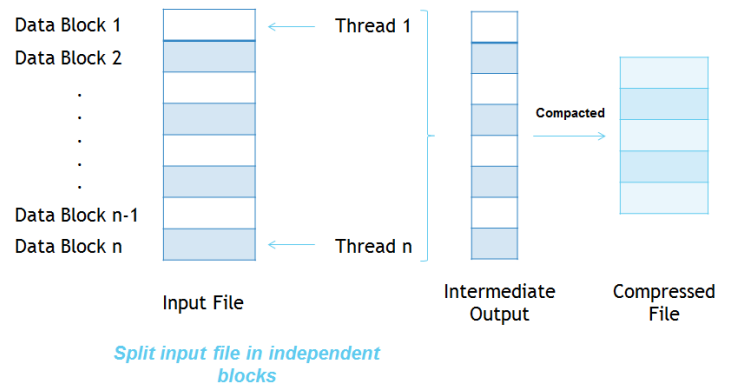 Data Block 1
Thread 1
Data Block 2
.
.
.
.
.
Compacted
Data Block n-1
Data Block n
Thread n
Input File
Intermediate
Output
Compressed
File
Split input file in independent
blocks